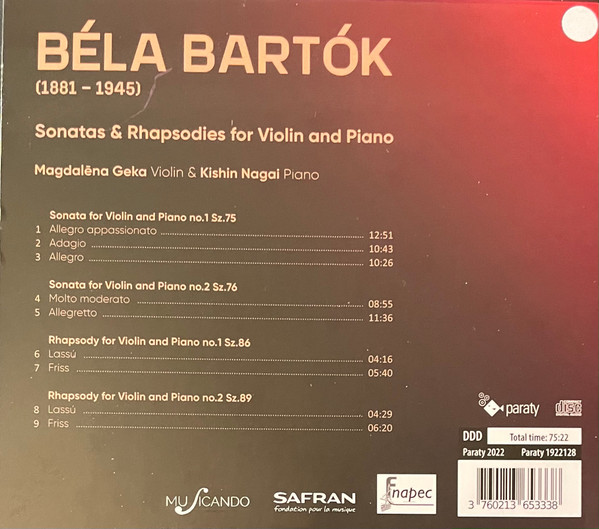 BÉLA BARTÓK
(1881 – 1945)
Sonatas & Rhapsodies for Violin and Piano
Magdalēna Geka Violin & Kishin Nagai Piano
Sonata for Violin and Piano no.1 Sz.75
1 Allegro appassionato 12:51
2 Adagio 10:43
3 Allegro 10:26
Sonata for Violin and Piano no.2 Sz.76
4 Molto moderato 08:55
5 Allegretto 11:36
Rhapsody for Violin and Piano no.1 Sz.86
6 Lassú 04:16
7 Friss 05:40
Rhapsody for Violin and Piano no.2 Sz.89
8 Lassú 04:29
9 Friss 06:20
paraty
disc
DDD Total time: 75:22
Paraty 2022 Paraty 1922128
3 760213 653338
MUSICANDO
SAFRAN
Fondation pour la musique
Enapec